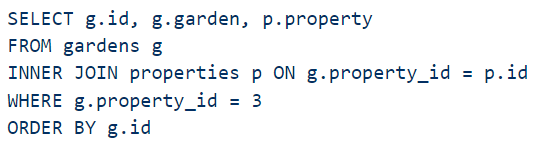 SELECT g.id, g.garden, p.property
FROM gardens g
INNER JOIN properties p ON g.property_id = p.id
WHERE g.property_id = 3
ORDER BY g.id